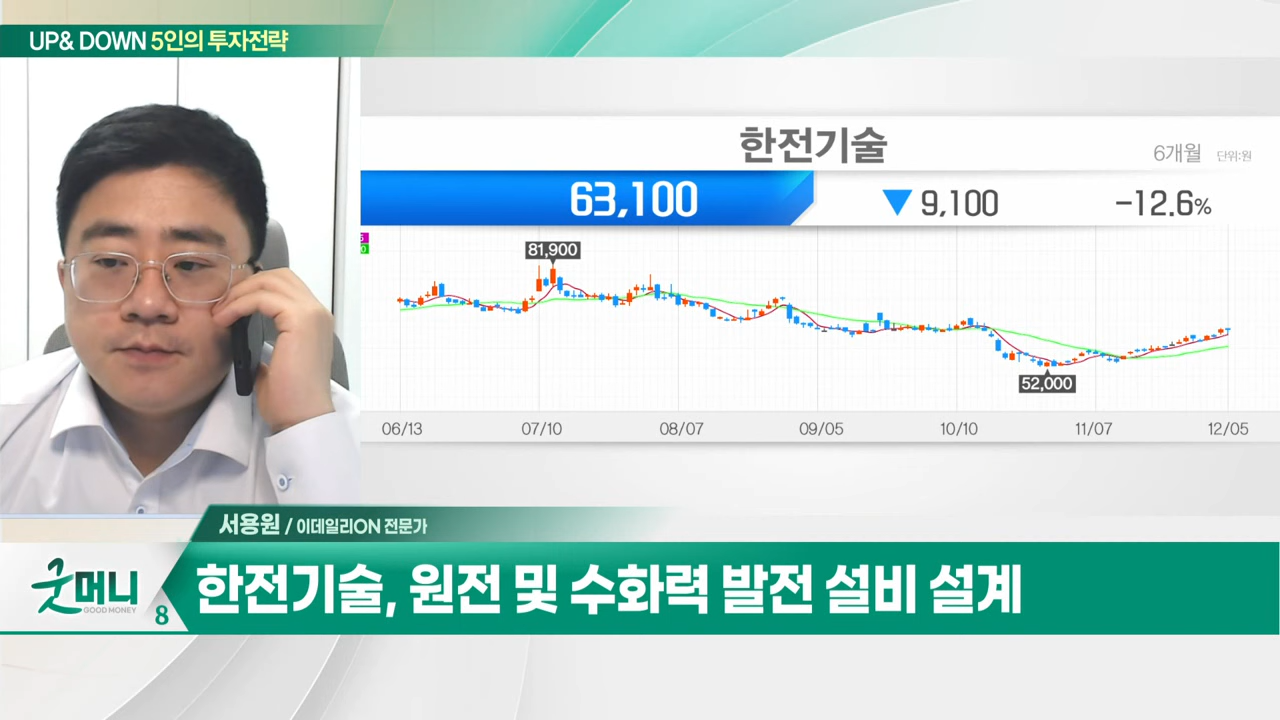 UP& DOWN 5인의 투자전략
한전기술
6개월 단위:원
63,100 ▼ 9,100 -12.6%
81,900
52,000
06/13 07/10 08/07 09/05 10/10 11/07 12/05
서용원 / 이데일리ON 전문가
굿머니
GOOD MONEY
8
한전기술, 원전 및 수화력 발전 설비 설계